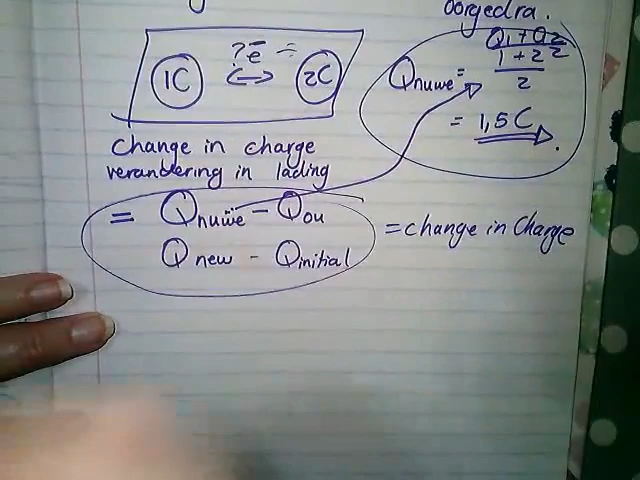 oorgedra.
1C ?e̅ ÷ 2C
Qnuwe = Q1 + Q2 / 2
1 + 2
2
= 1,5 C
change in charge
verandering in lading
= Qnuwe - Qou
Qnew - Qinitial
= change in Charge